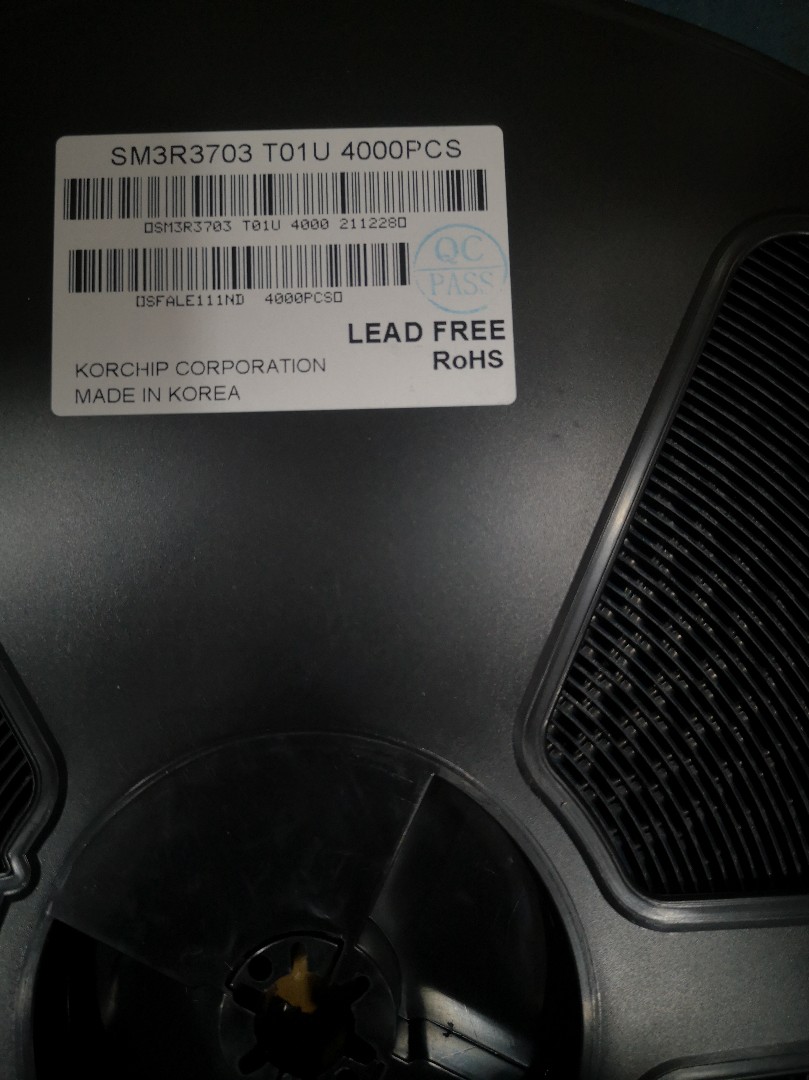 SM3R3703 T01U 4000PCS
▯SM3R3703 T01U 4000 211228▯
QC
PASS
▯SFALE111ND 4000PCS▯
LEAD FREE
RoHS
KORCHIP CORPORATION
MADE IN KOREA